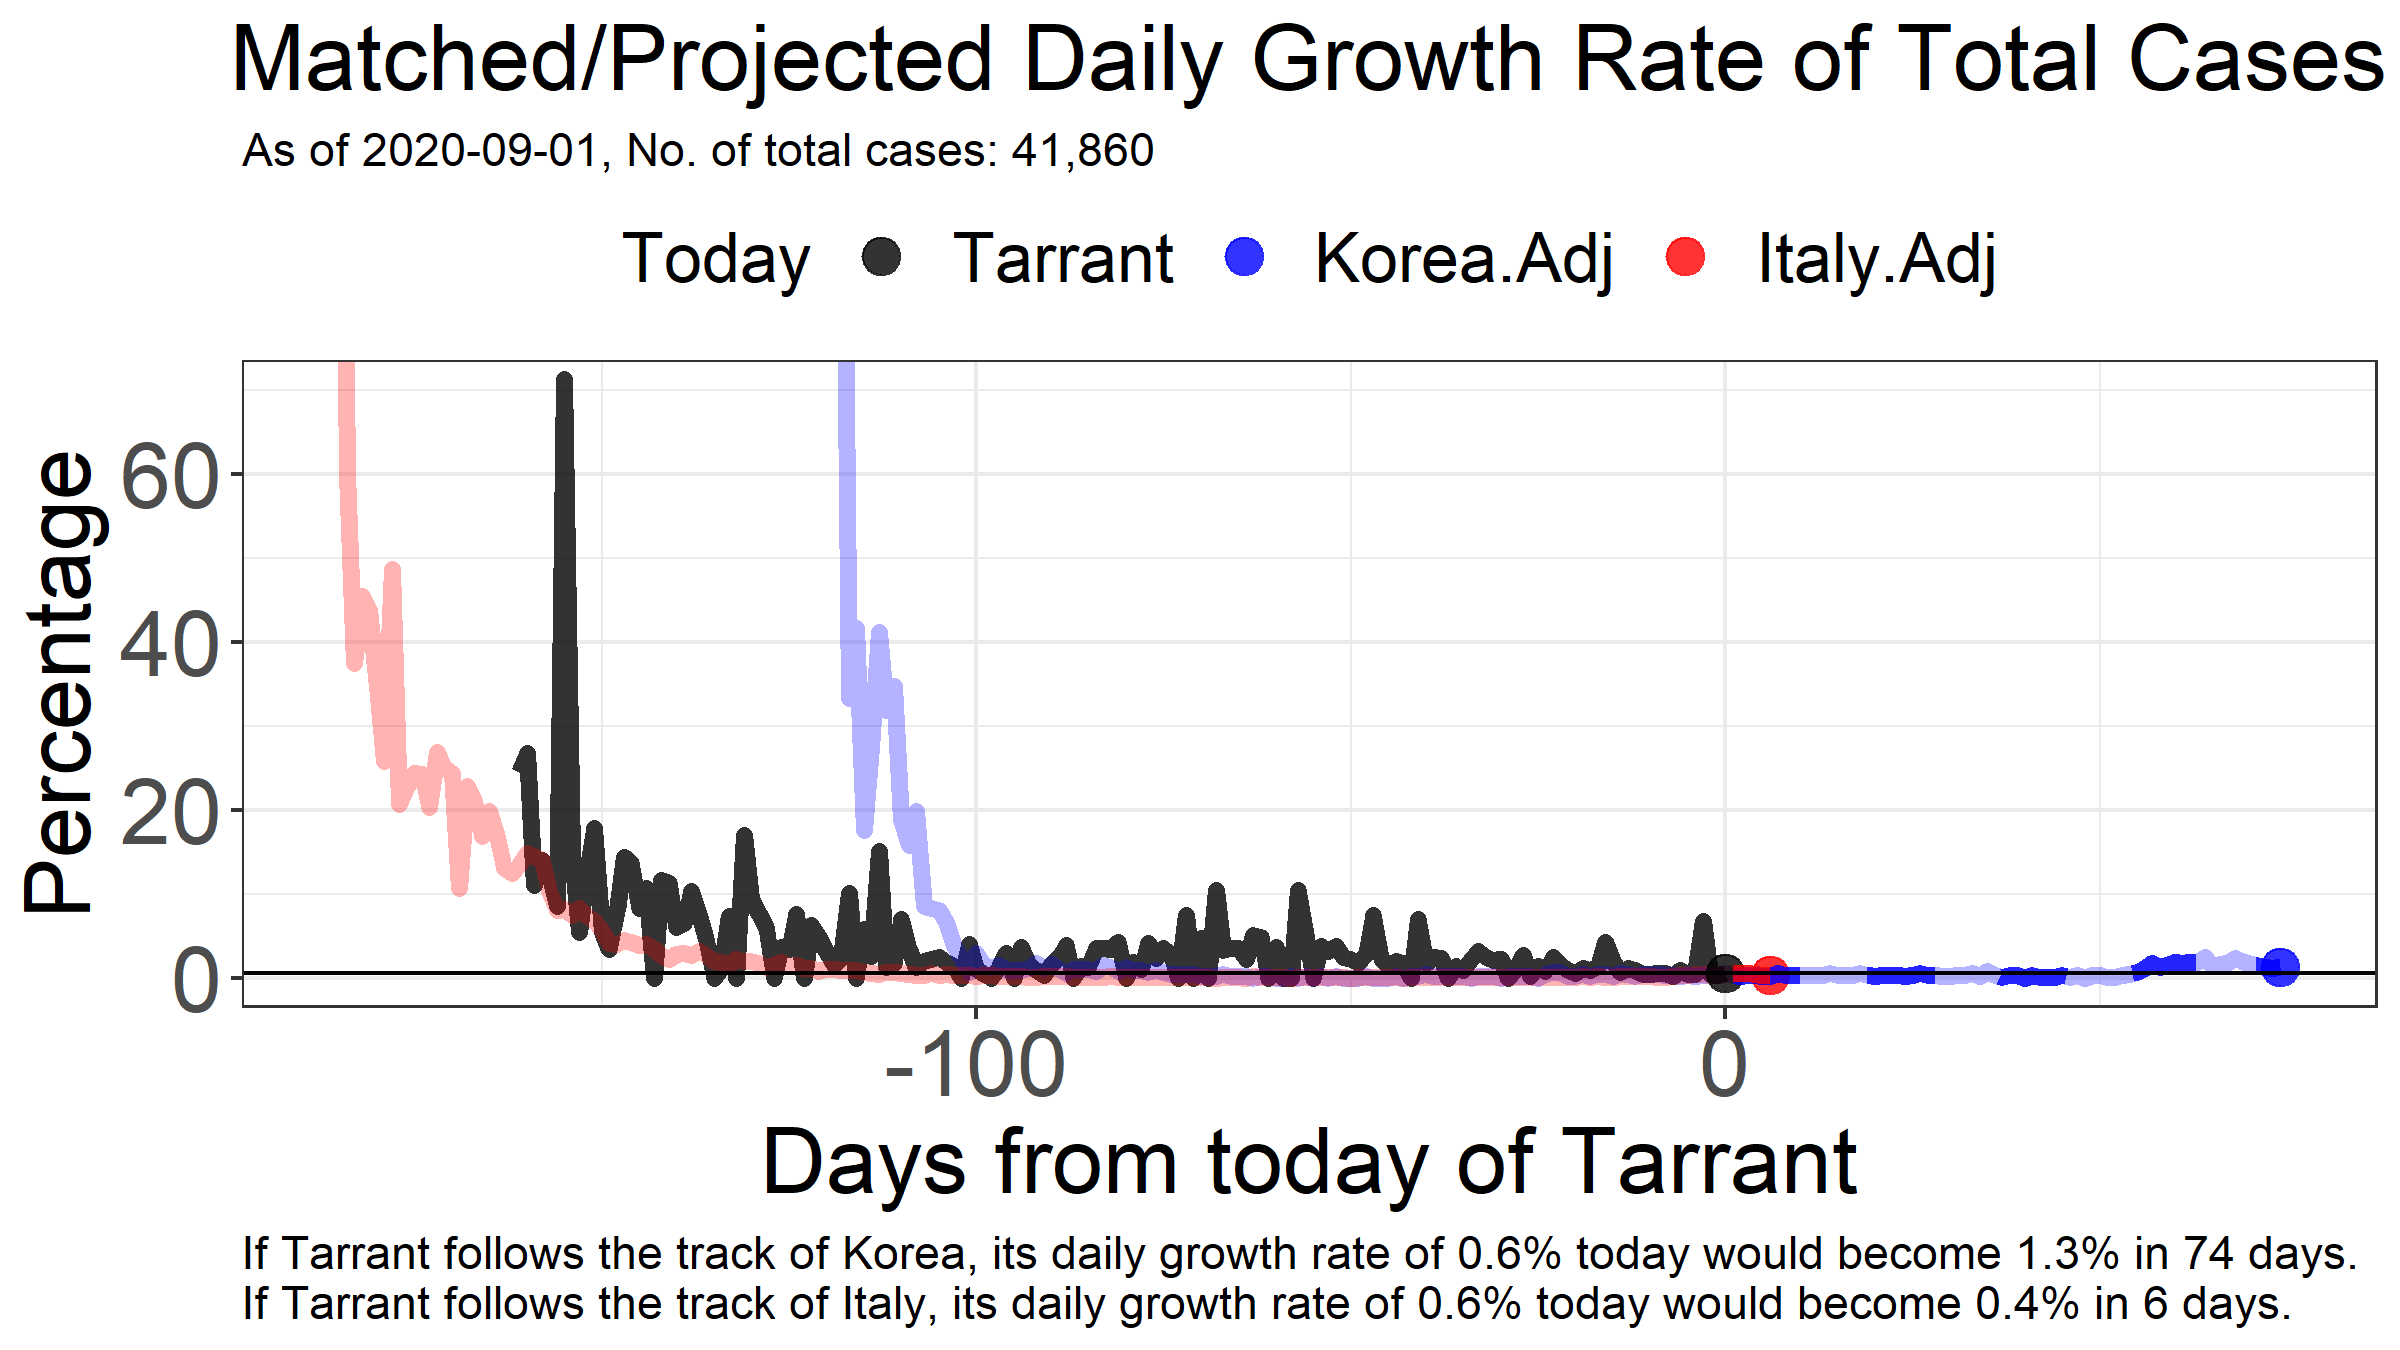 Matched/Projected Daily Growth Rate of Total Cases
As of 2020-09-01, No. of total cases: 41,860
Today Tarrant Korea.Adj Italy.Adj
Percentage
60
40
20
0
-100 0
Days from today of Tarrant
If Tarrant follows the track of Korea, its daily growth rate of 0.6% today would become 1.3% in 74 days.
If Tarrant follows the track of Italy, its daily growth rate of 0.6% today would become 0.4% in 6 days.